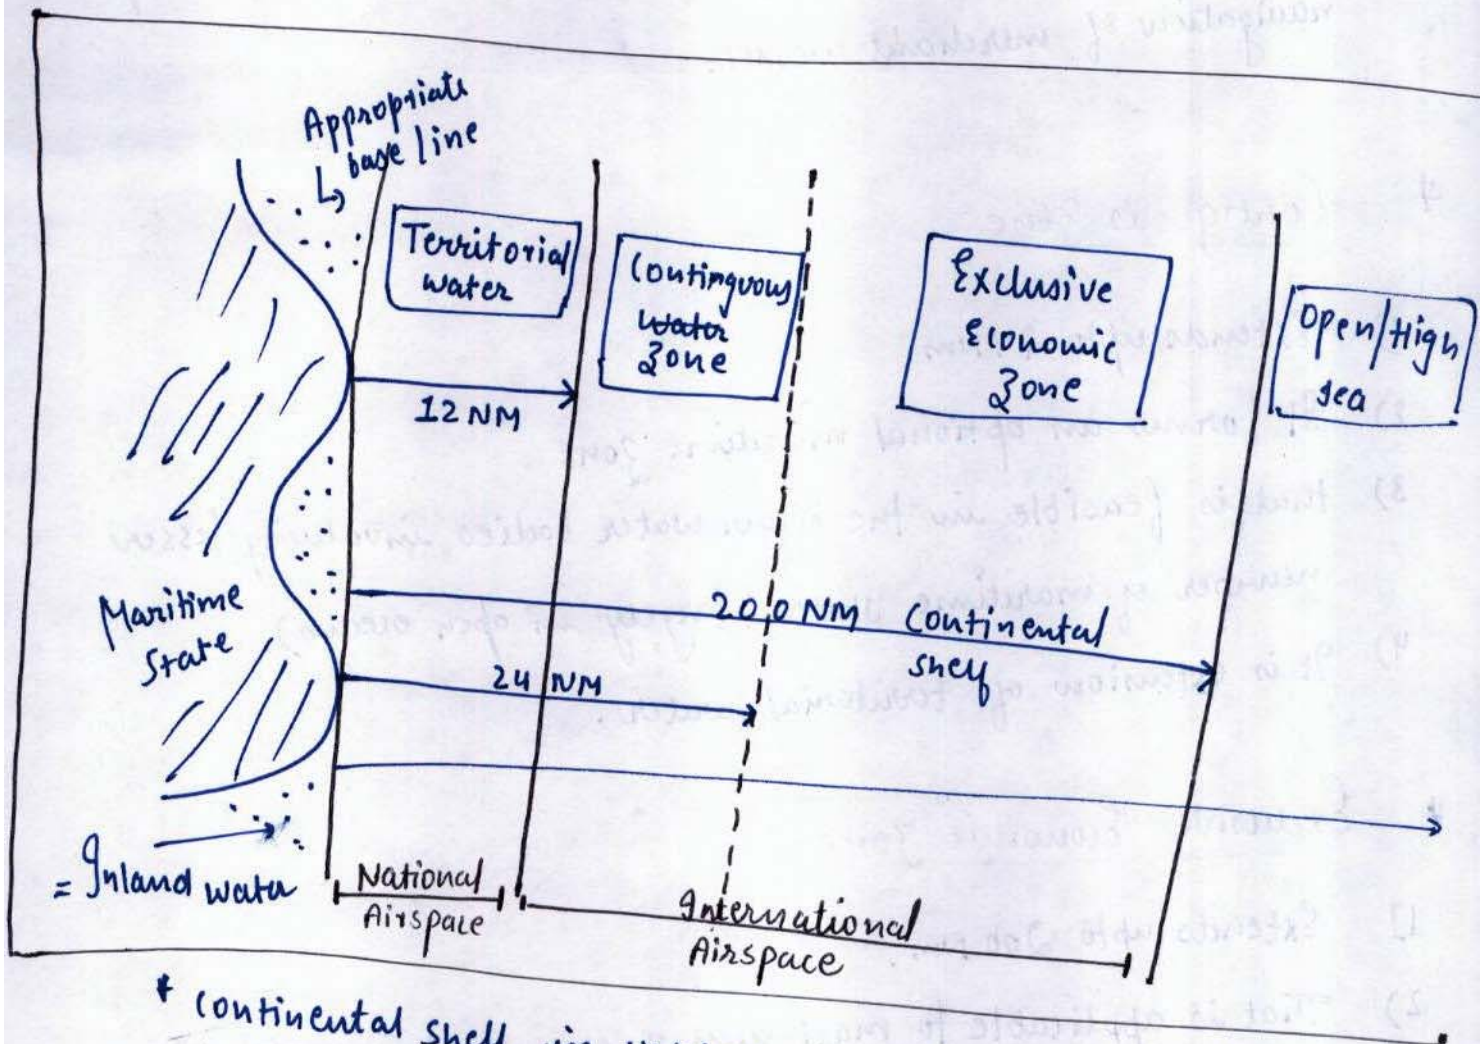 Appropriate
base line
Territorial
water
Continguous
Water
Zone
Exclusive
Economic
Zone
Open/High
sea
12 NM
200 NM
Continental
shelf
24 NM
Maritime
State
= Inland water
National
Airspace
International
Airspace
* Continental shelf